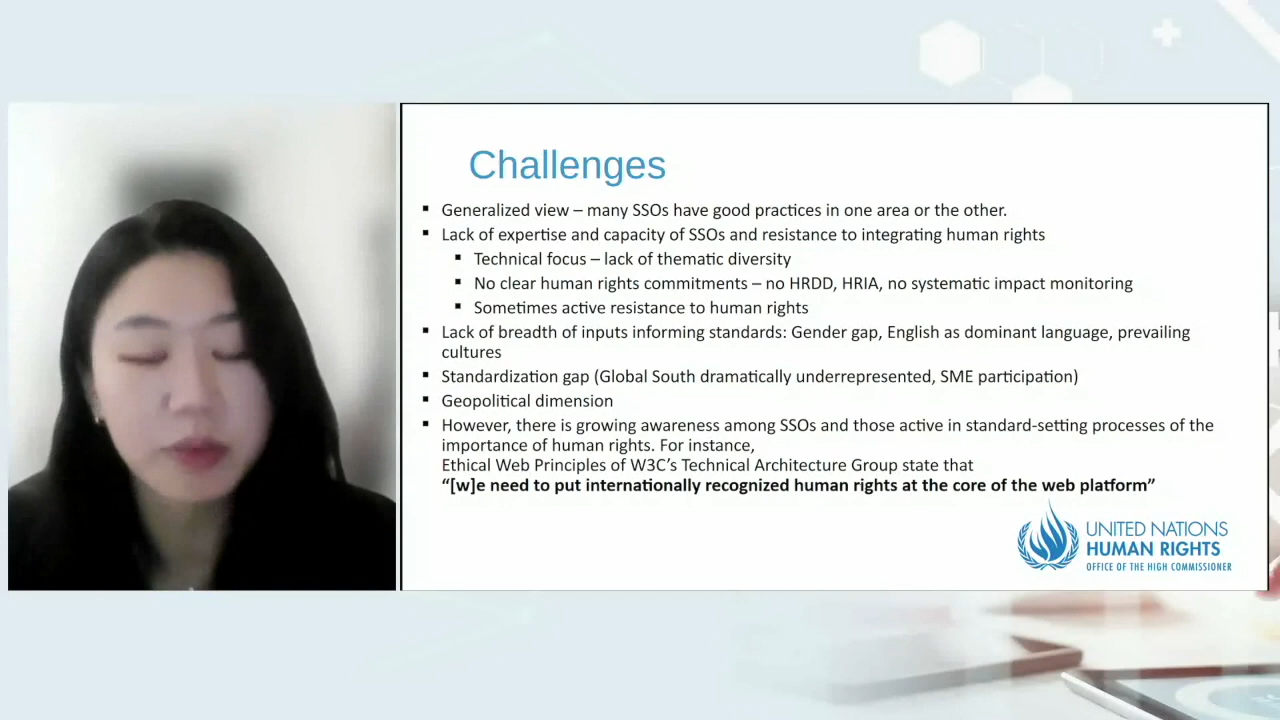 Challenges
Generalized view – many SSOs have good practices in one area or the other.
Lack of expertise and capacity of SSOs and resistance to integrating human rights
Technical focus – lack of thematic diversity
No clear human rights commitments – no HRDD, HRIA, no systematic impact monitoring
Sometimes active resistance to human rights
Lack of breadth of inputs informing standards: Gender gap, English as dominant language, prevailing
cultures
Standardization gap (Global South dramatically underrepresented, SME participation)
Geopolitical dimension
However, there is growing awareness among SSOs and those active in standard-setting processes of the
importance of human rights. For instance,
Ethical Web Principles of W3C’s Technical Architecture Group state that
“[w]e need to put internationally recognized human rights at the core of the web platform”
UNITED NATIONS
HUMAN RIGHTS
OFFICE OF THE HIGH COMMISSIONER